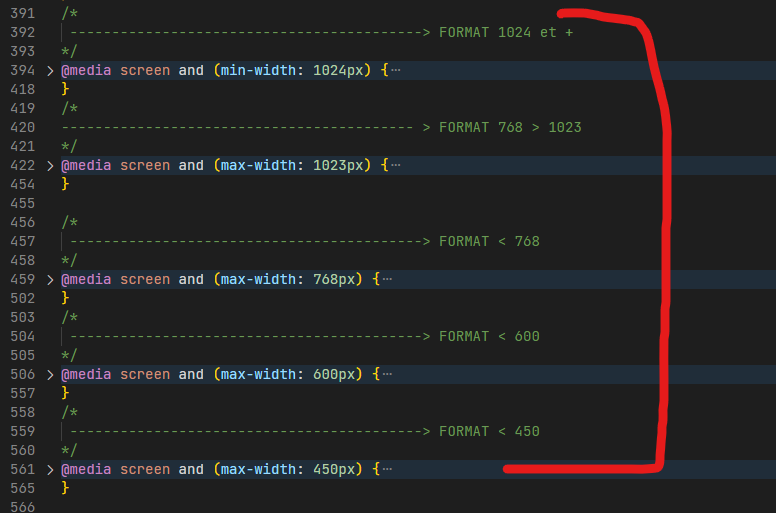 391 /*
392 ------------------------------------------> FORMAT 1024 et +
393 */
394 > @media screen and (min-width: 1024px) {…
418 }
419 /*
420 ------------------------------------------ > FORMAT 768 > 1023
421 */
422 > @media screen and (max-width: 1023px) {…
454 }
455
456 /*
457 ------------------------------------------> FORMAT < 768
458 */
459 > @media screen and (max-width: 768px) {…
502 }
503 /*
504 ------------------------------------------> FORMAT < 600
505 */
506 > @media screen and (max-width: 600px) {…
557 }
558 /*
559 ------------------------------------------> FORMAT < 450
560 */
561 > @media screen and (max-width: 450px) {…
565 }
566